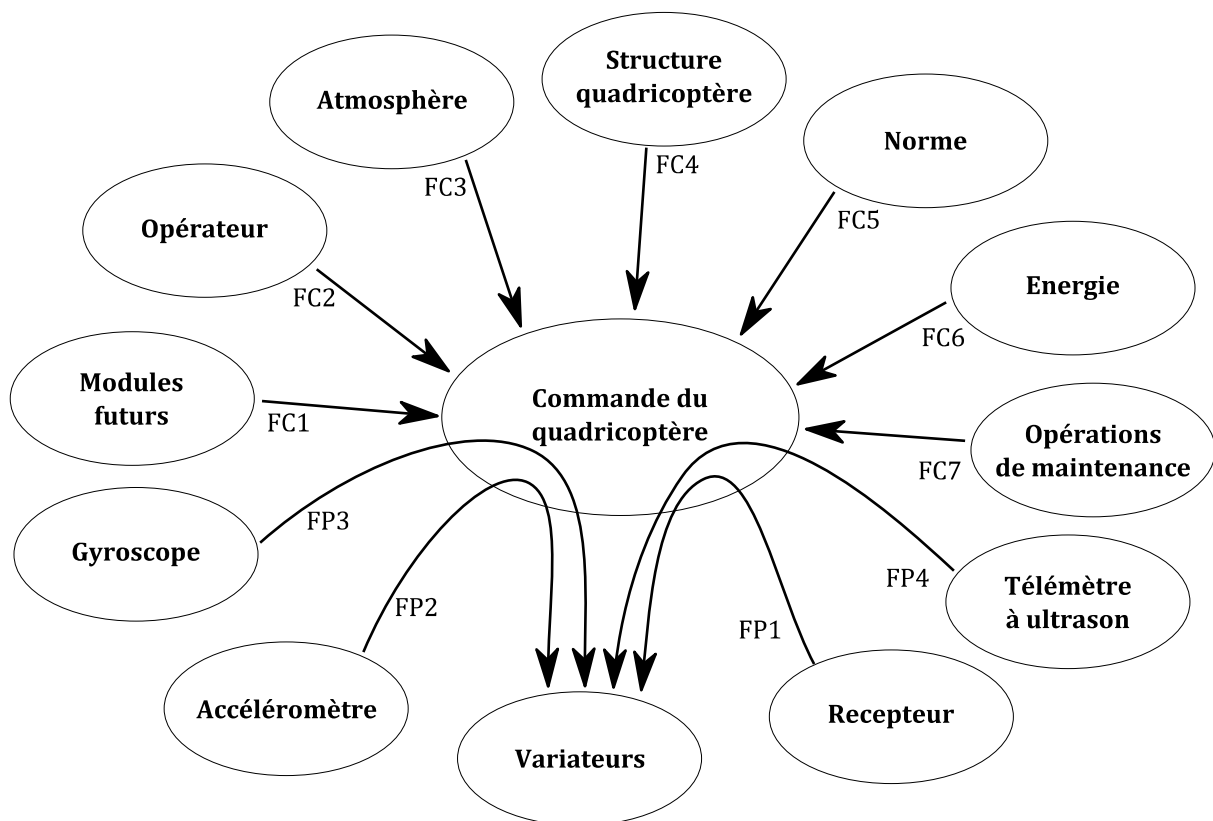 Structure
quadricoptère
Atmosphère
Norme
FC4
FC3
FC5
Opérateur
Energie
FC2
FC6
Modules
futurs
Commande du
quadricoptère
FC1
Opérations
de maintenance
FC7
Gyroscope
FP3
FP4
Télémètre
à ultrason
FP2
FP1
Accéléromètre
Recepteur
Variateurs